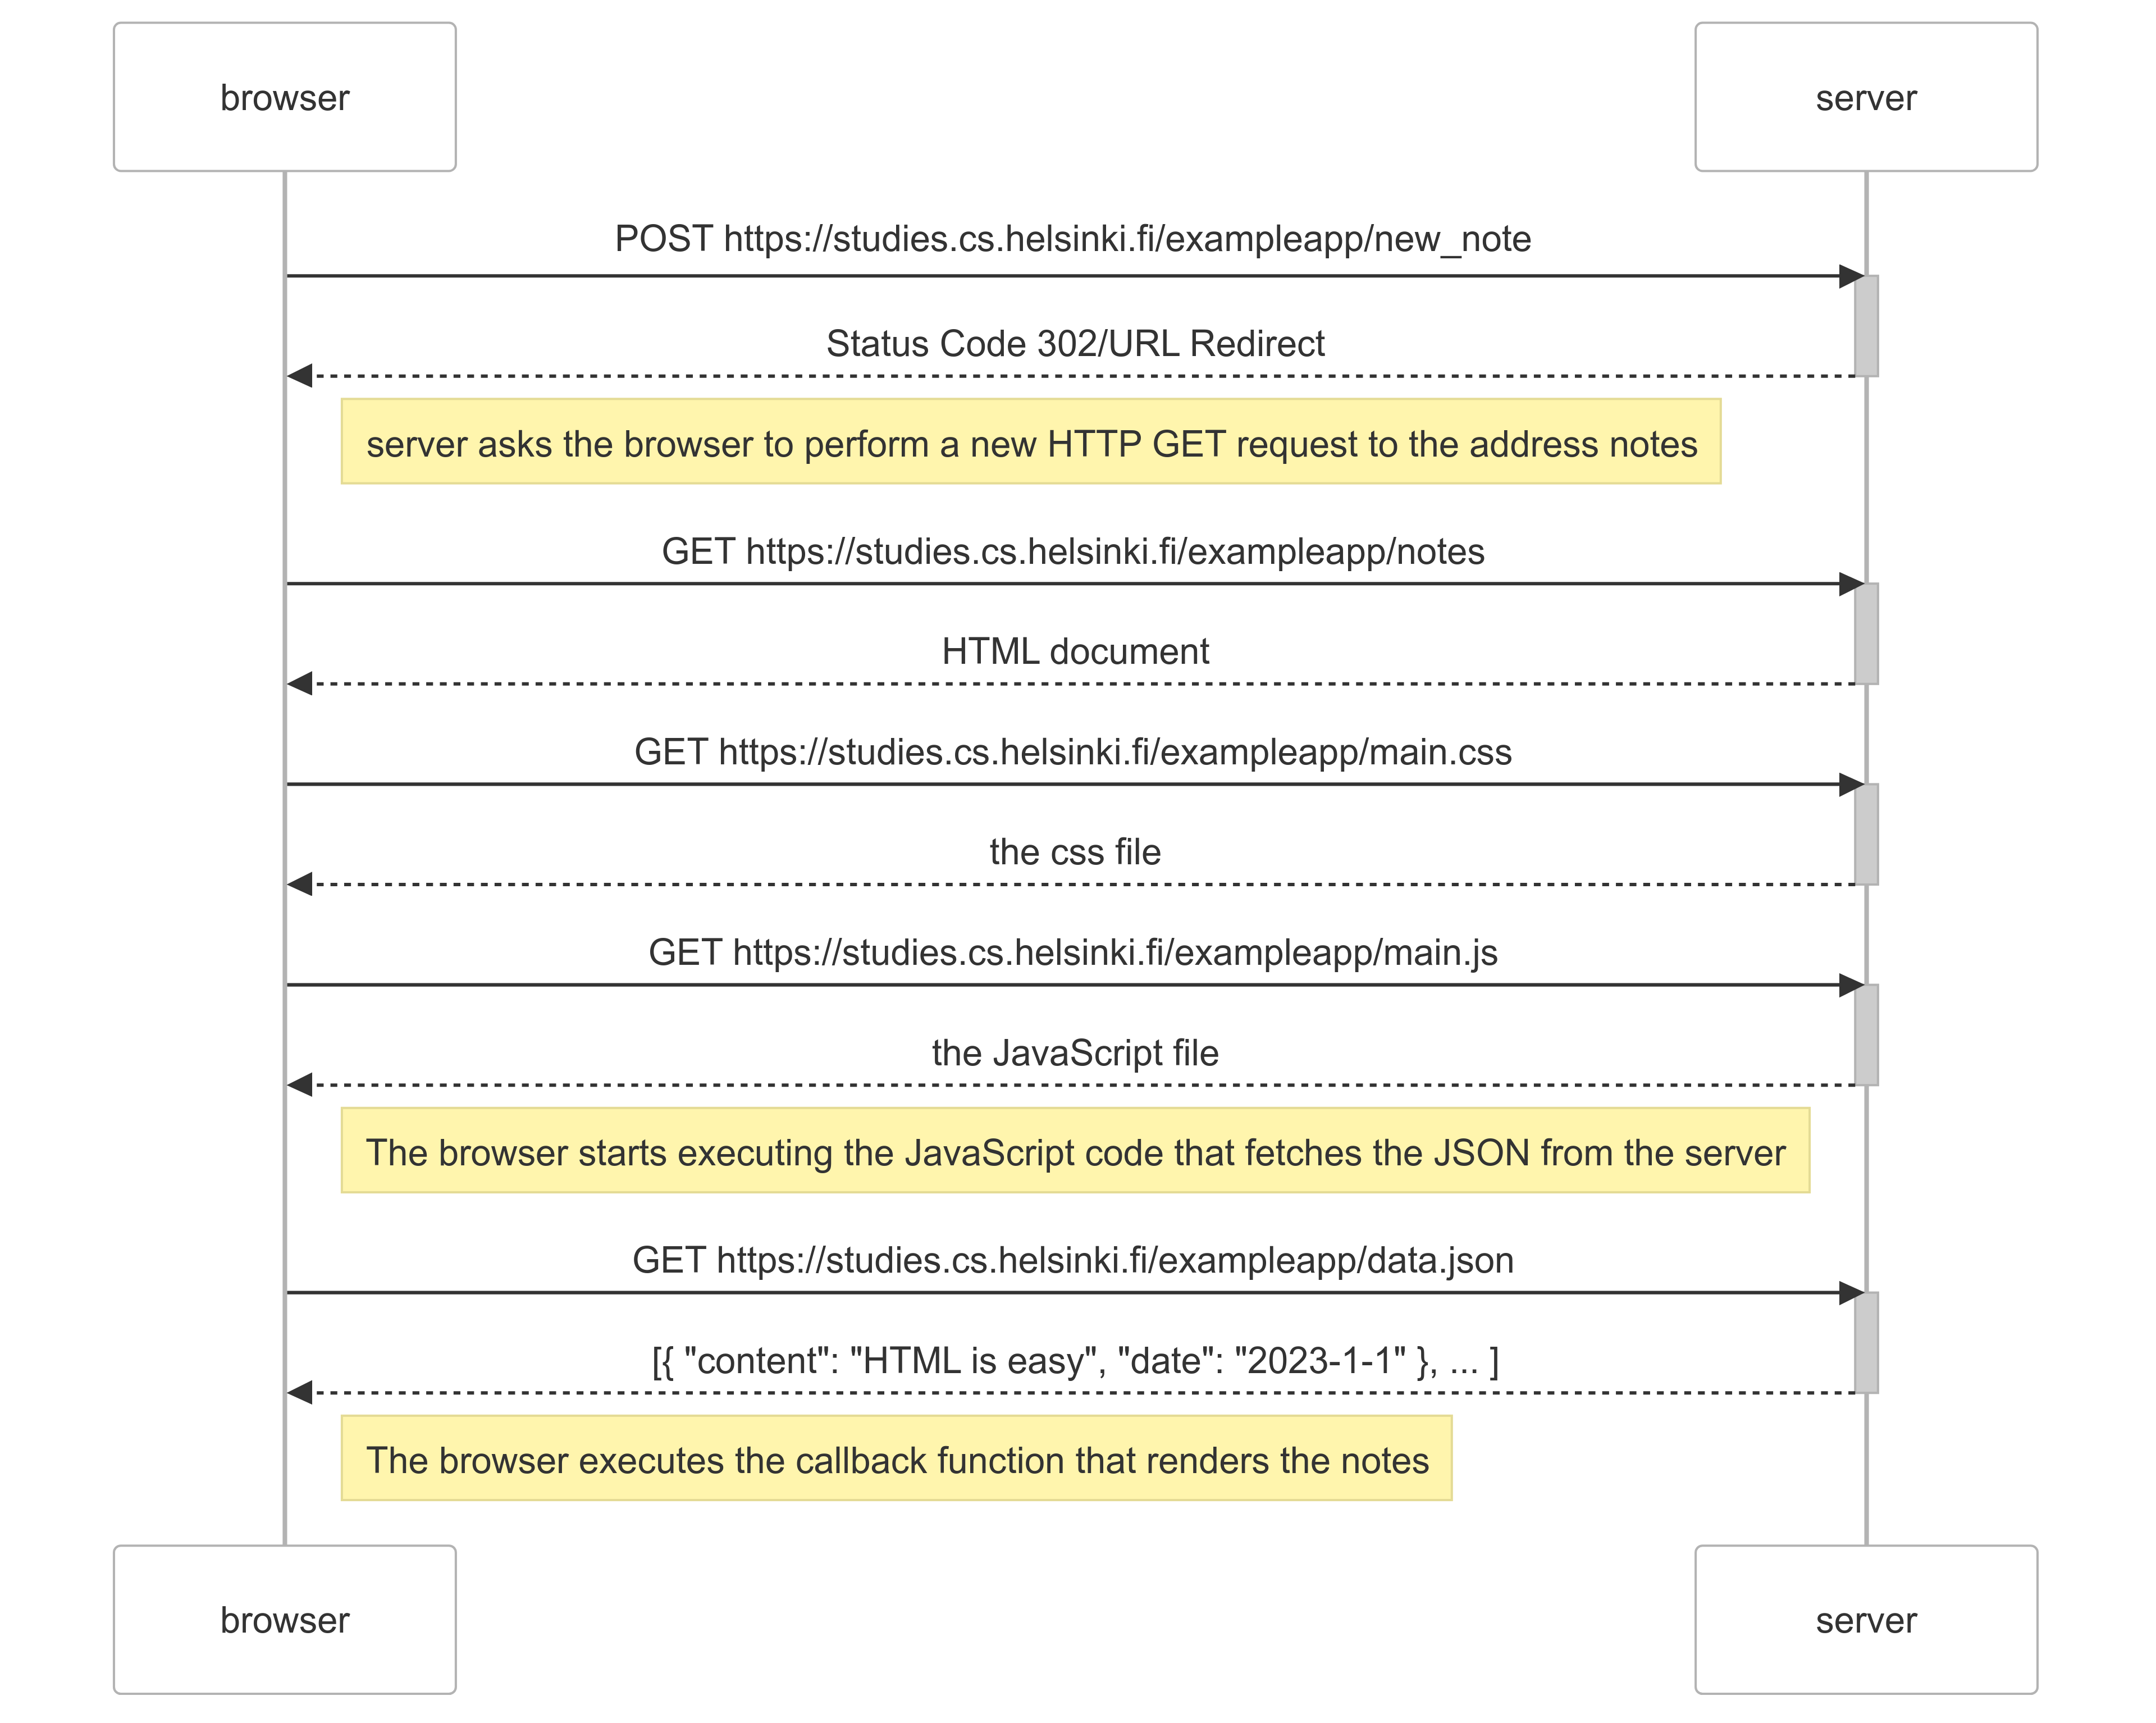 browser
server
POST https://studies.cs.helsinki.fi/exampleapp/new_note
Status Code 302/URL Redirect
server asks the browser to perform a new HTTP GET request to the address notes
GET https://studies.cs.helsinki.fi/exampleapp/notes
HTML document
GET https://studies.cs.helsinki.fi/exampleapp/main.css
the css file
GET https://studies.cs.helsinki.fi/exampleapp/main.js
the JavaScript file
The browser starts executing the JavaScript code that fetches the JSON from the server
GET https://studies.cs.helsinki.fi/exampleapp/data.json
[{ "content": "HTML is easy", "date": "2023-1-1" }, ... ]
The browser executes the callback function that renders the notes
browser
server